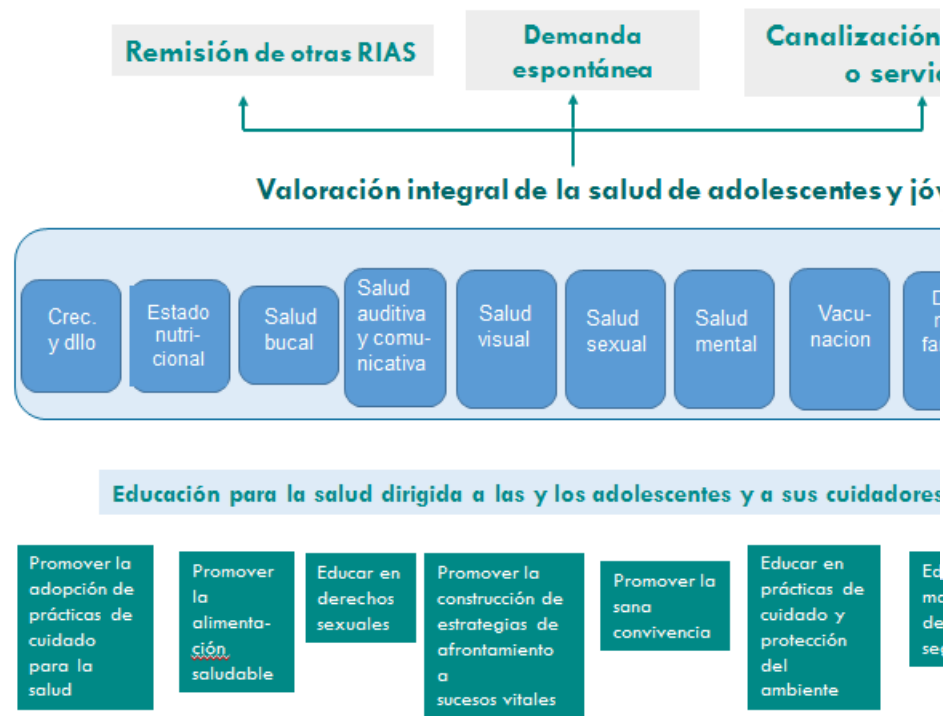 Remisión de otras RIAS
Demanda
espontánea
Canalización
o
Valoración integral de la salud de adolescentes y
Crec.
y dllo
Estado
nutri-
cional
Salud
bucal
Salud
auditiva
y comu-
nicativa
Salud
visual
Salud
sexual
Salud
mental
Vacu-
nacion
Educación para la salud dirigida a las y los adolescentes y a sus cuidadores
Promover la
adopción de
prácticas de
cuidado
para la
salud
Promover
la
alimenta-
ción
saludable
Educar en
derechos
sexuales
Promover la
construcción de
estrategias de
afrontamiento
a
sucesos vitales
Promover la
sana
convivencia
Educar en
prácticas de
cuidado y
protección
del
ambiente